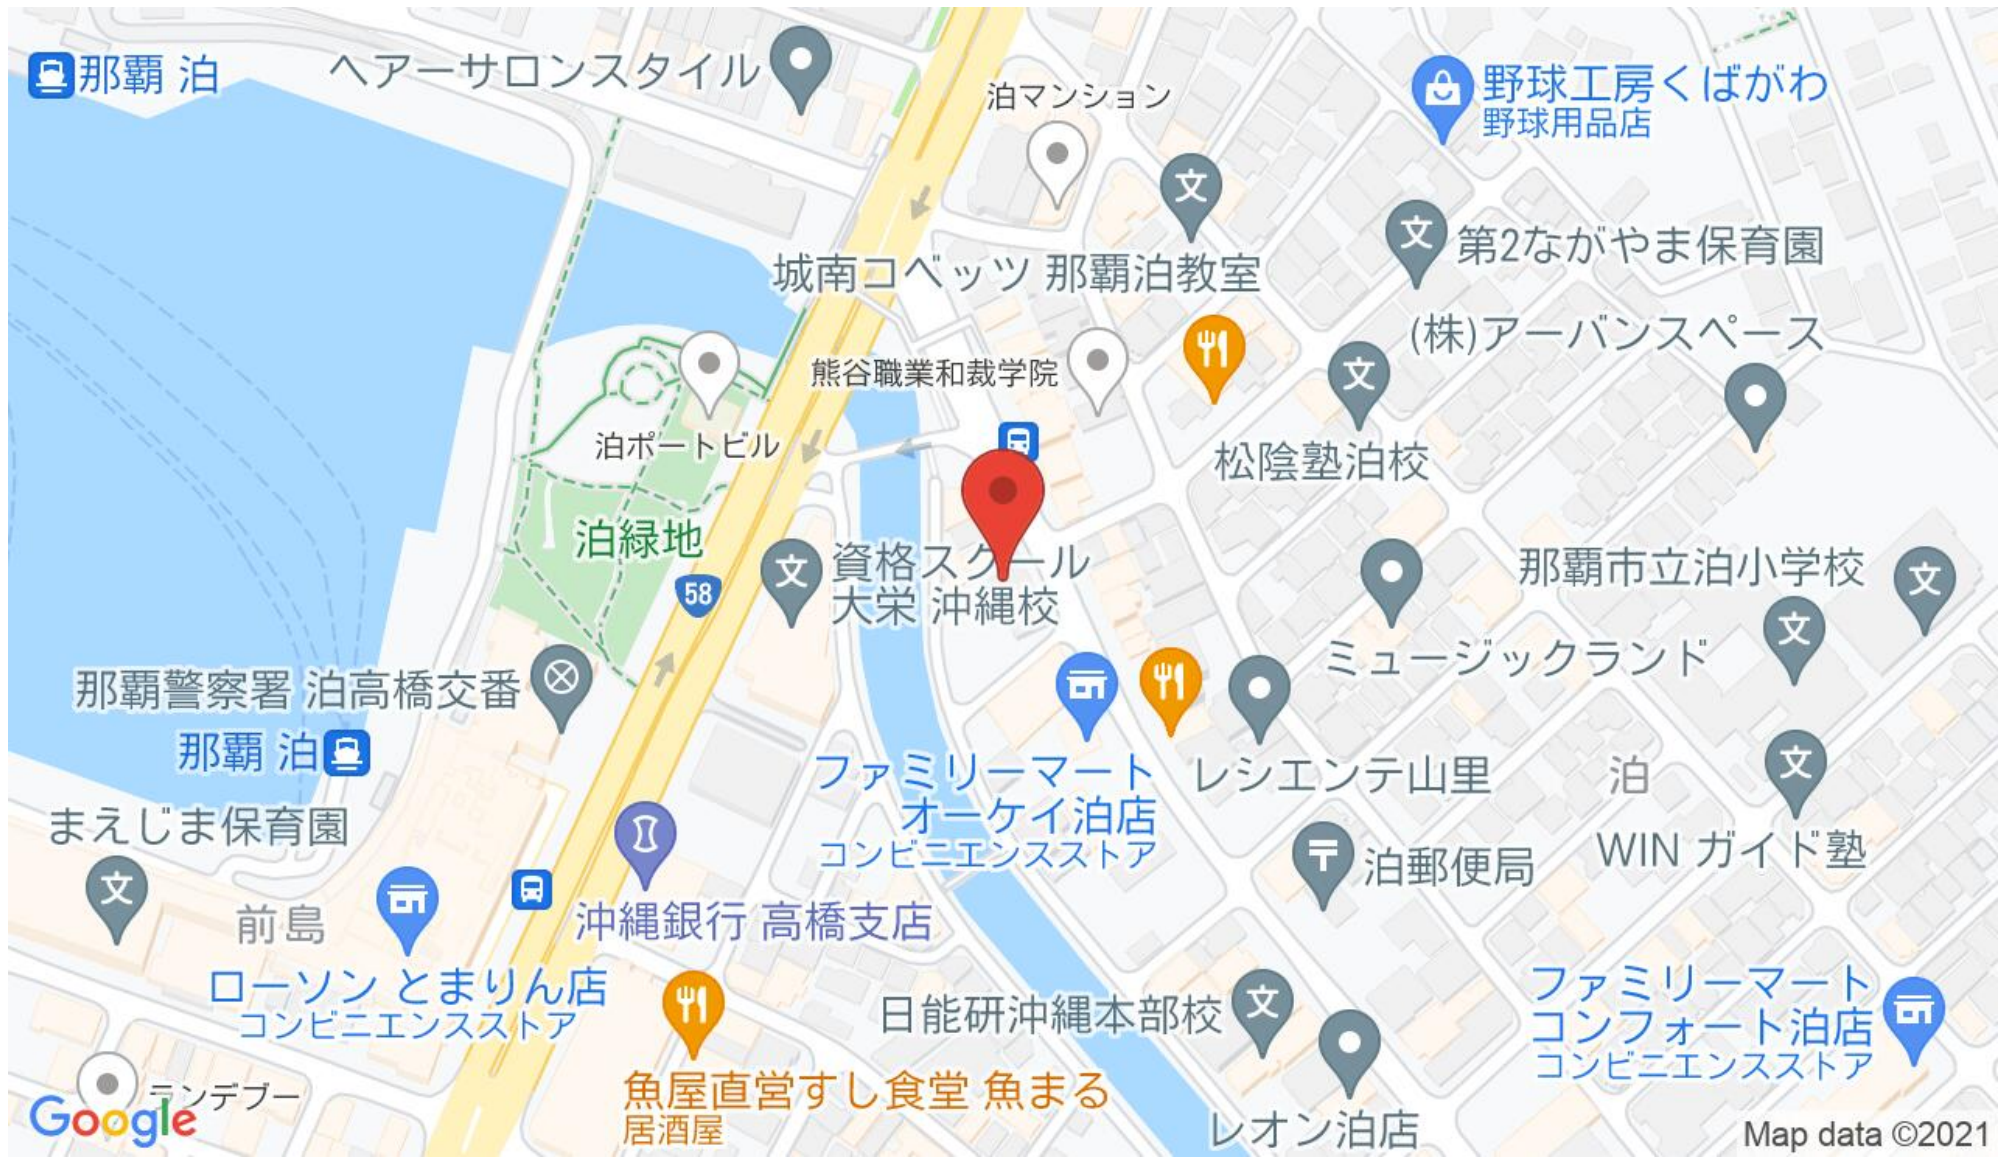 那覇 泊
ヘアーサロンスタイル
泊マンション
野球工房くばがわ
野球用品店
城南コベッツ 那覇泊教室
第2ながやま保育園
(株)アーバンスペース
熊谷職業和裁学院
泊ポートビル
松陰塾泊校
泊緑地
58
資格スクール
大栄 沖縄校
那覇市立泊小学校
ミュージックランド
那覇警察署 泊高橋交番
那覇 泊
ファミリーマート
オーケイ泊店
コンビニエンスストア
レシエンテ山里
泊
まえじま保育園
WIN ガイド塾
泊郵便局
前島
沖縄銀行 高橋支店
ローソン とまりん店
コンビニエンスストア
日能研沖縄本部校
ファミリーマート
コンフォート泊店
コンビニエンスストア
ランデブー
魚屋直営すし食堂 魚まる
居酒屋
レオン泊店
Google
Map data ©2021